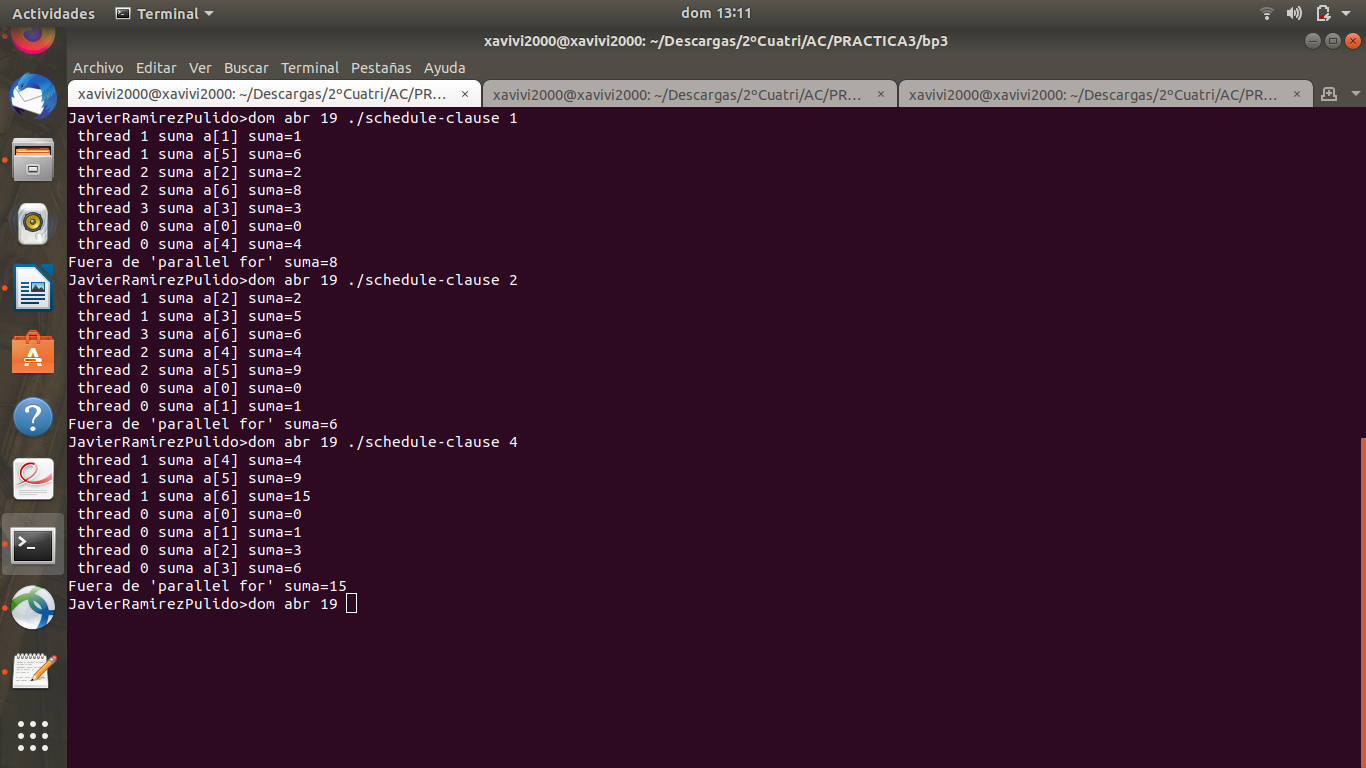 Actividades Terminal dom 13:11
xavivi2000@xavivi2000: ~/Descargas/2ºCuatri/AC/PRACTICA3/bp3
Archivo Editar Ver Buscar Terminal Pestañas Ayuda
xavivi2000@xavivi2000: ~/Descargas/2ºCuatri/AC/PR... × xavivi2000@xavivi2000: ~/Descargas/2ºCuatri/AC/PR... × xavivi2000@xavivi2000: ~/Descargas/2ºCuatri/AC/PR... ×
JavierRamirezPulido>dom abr 19 ./schedule-clause 1
thread 1 suma a[1] suma=1
thread 1 suma a[5] suma=6
thread 2 suma a[2] suma=2
thread 2 suma a[6] suma=8
thread 3 suma a[3] suma=3
thread 0 suma a[0] suma=0
thread 0 suma a[4] suma=4
Fuera de 'parallel for' suma=8
JavierRamirezPulido>dom abr 19 ./schedule-clause 2
thread 1 suma a[2] suma=2
thread 1 suma a[3] suma=5
thread 3 suma a[6] suma=6
thread 2 suma a[4] suma=4
thread 2 suma a[5] suma=9
thread 0 suma a[0] suma=0
thread 0 suma a[1] suma=1
Fuera de 'parallel for' suma=6
JavierRamirezPulido>dom abr 19 ./schedule-clause 4
thread 1 suma a[4] suma=4
thread 1 suma a[5] suma=9
thread 1 suma a[6] suma=15
thread 0 suma a[0] suma=0
thread 0 suma a[1] suma=1
thread 0 suma a[2] suma=3
thread 0 suma a[3] suma=6
Fuera de 'parallel for' suma=15
JavierRamirezPulido>dom abr 19